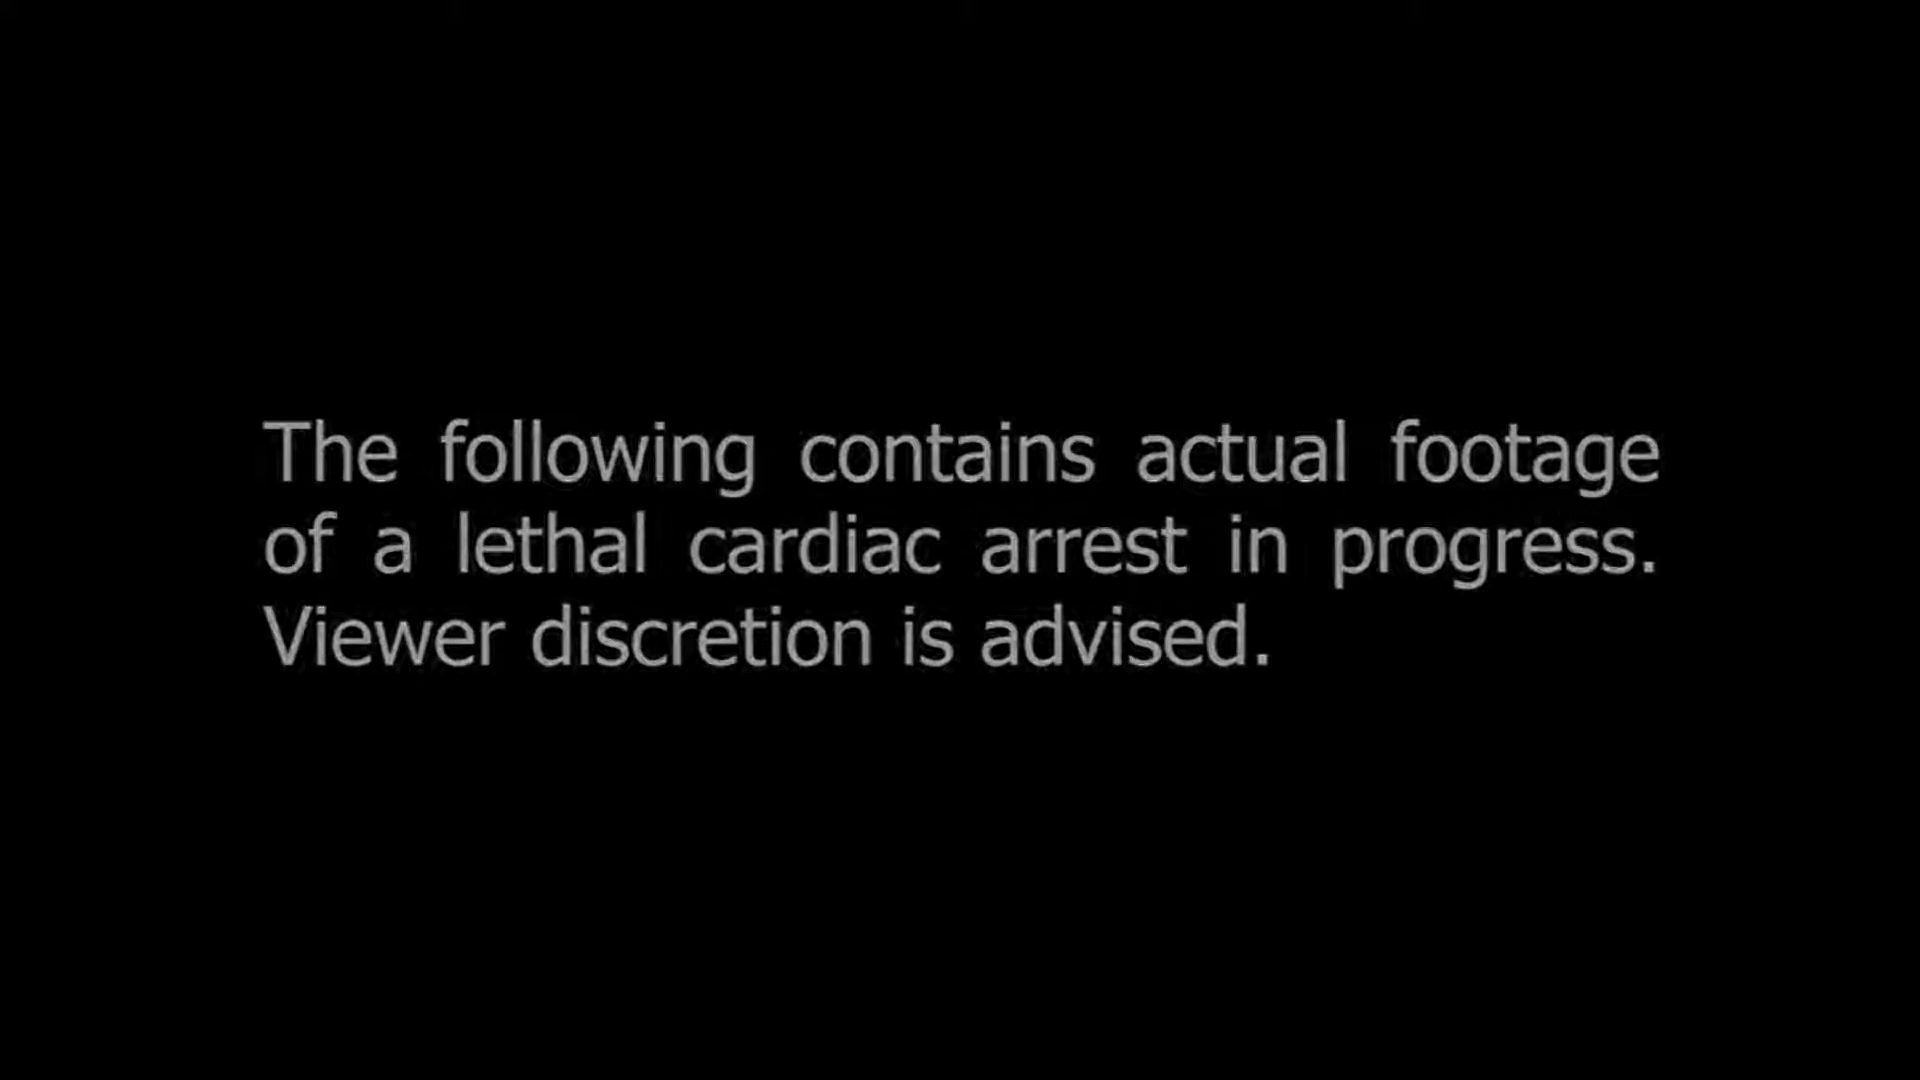 The following contains actual footage
of a lethal cardiac arrest in progress.
Viewer discretion is advised.